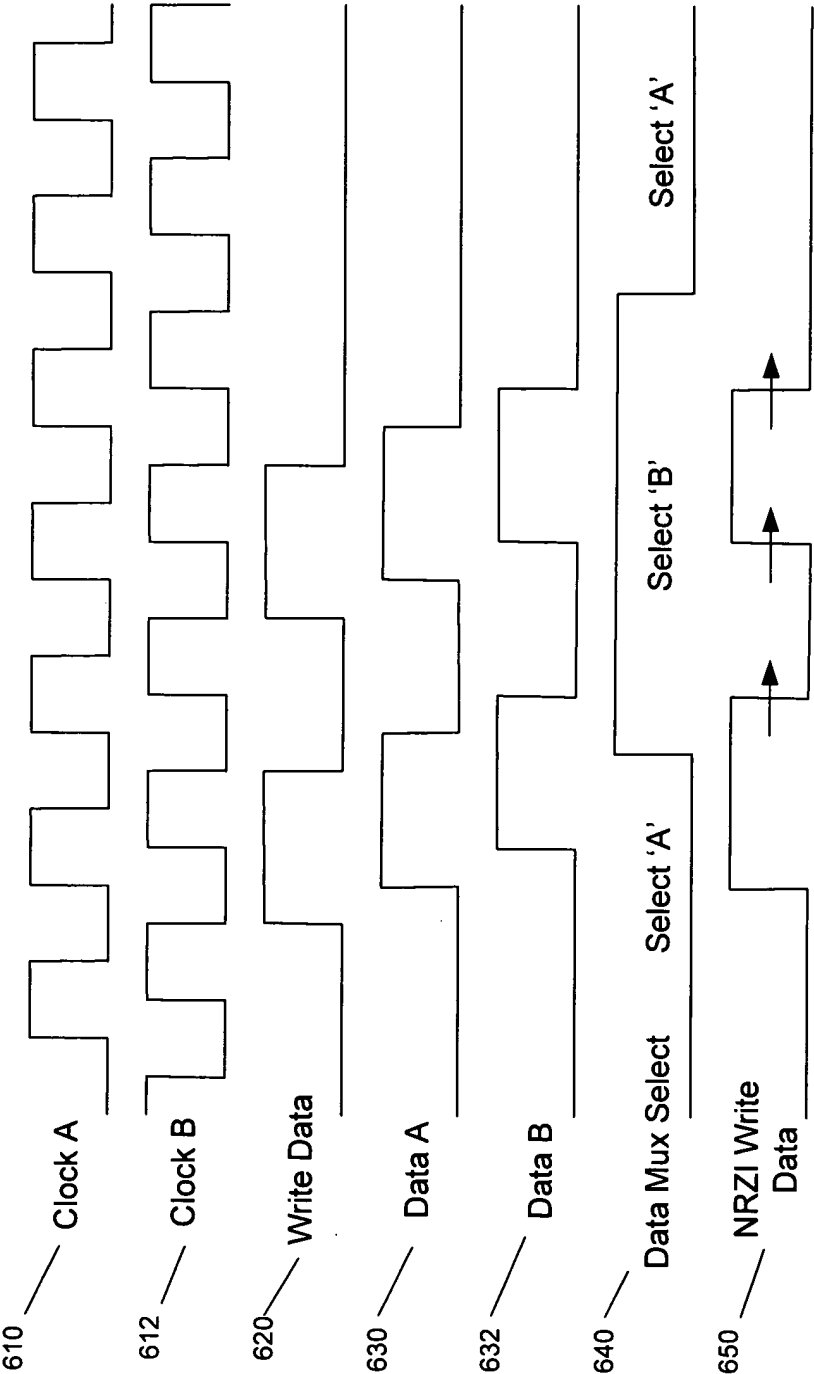 610
Clock A
612
Clock B
620
Write Data
630
Data A
632
Data B
640
Data Mux Select
Select 'A'
Select 'B'
Select 'A'
650
NRZI Write
Data